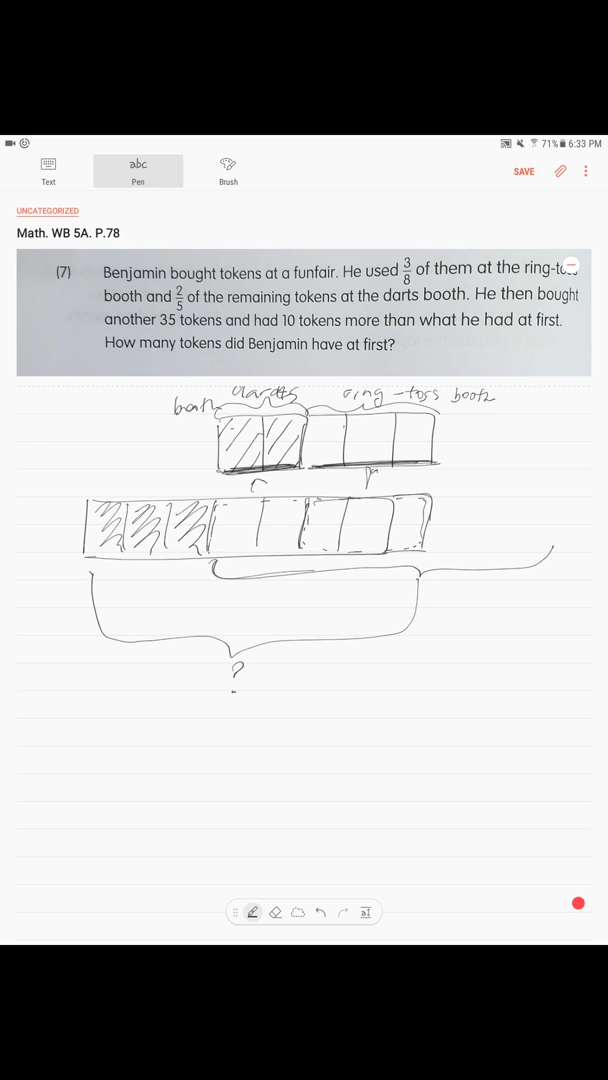 71% 6:33 PM
abc
Text Pen Brush SAVE
UNCATEGORIZED
Math. WB 5A. P.78
(7) Benjamin bought tokens at a funfair. He used 3/8 of them at the ring-toss
booth and 2/5 of the remaining tokens at the darts booth. He then bought
another 35 tokens and had 10 tokens more than what he had at first.
How many tokens did Benjamin have at first?
ring-toss booth
?
aI